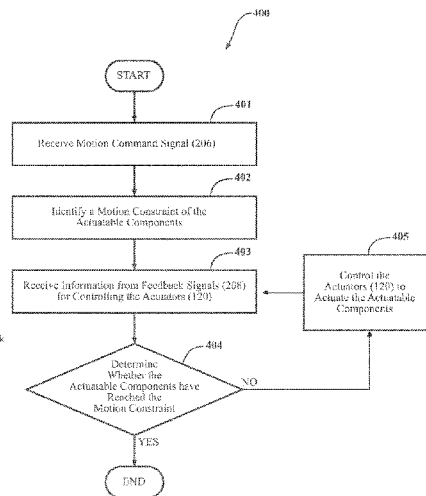 400
START
401
Receive Motion Command Signal (206)
402
Identify a Motion Constraint of the
Actuatable Components
403
Receive Information from Feedback Signals (208)
for Controlling the Actuators (120)
405
Control the
Actuators (120) to
Actuate the Actuatable
Components
404
Determine
Whether the
Actuatable Components have
Reached the
Motion Constraint
NO
YES
END
k